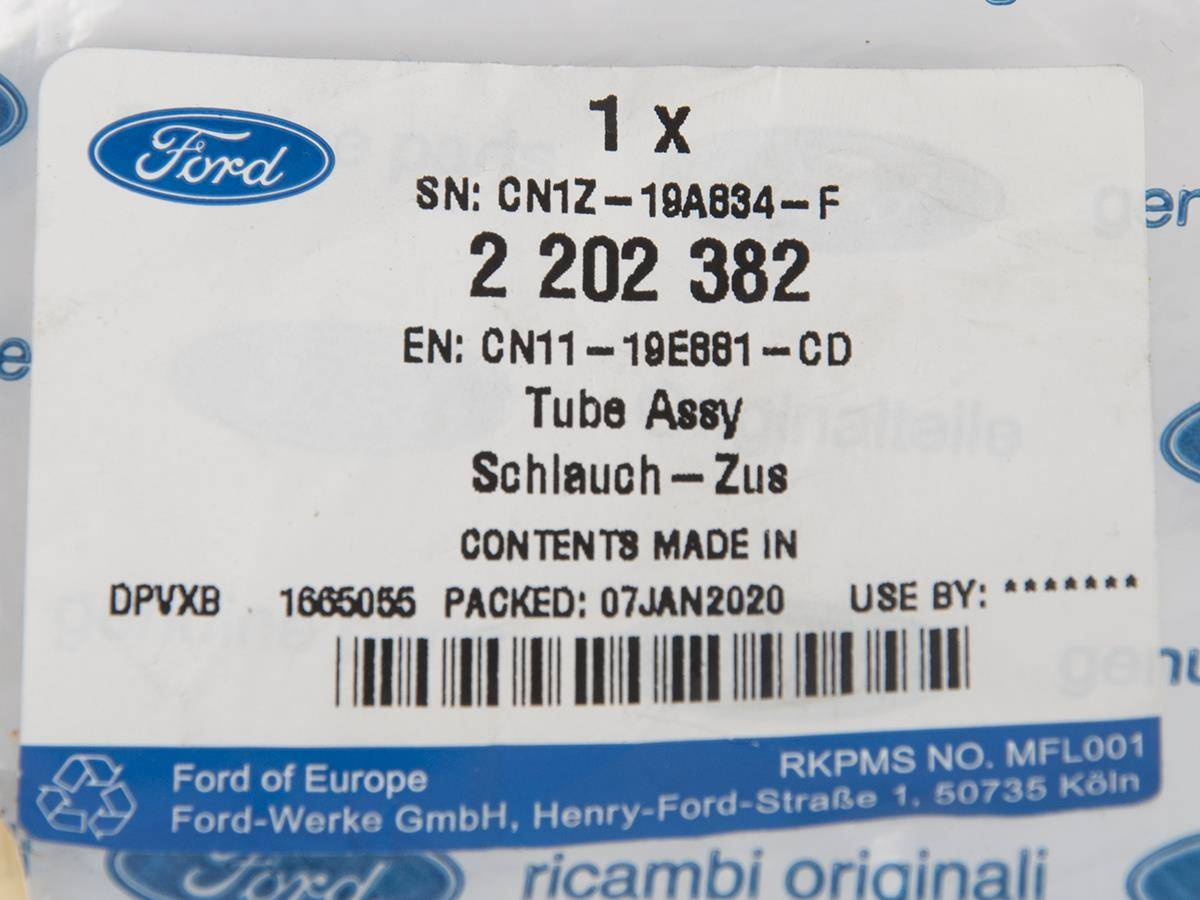 Ford
1 x
SN: CN1Z-19A834-F
2 202 382
EN: CN11-19E881-CD
Tube Assy
Schlauch-Zus
CONTENTS MADE IN
DPVXB 1665055 PACKED: 07JAN2020 USE BY: *******
RKPMS NO. MFL001
Ford of Europe
Ford-Werke GmbH, Henry-Ford-Straße 1, 50735 Köln
Ford
ricambi originali